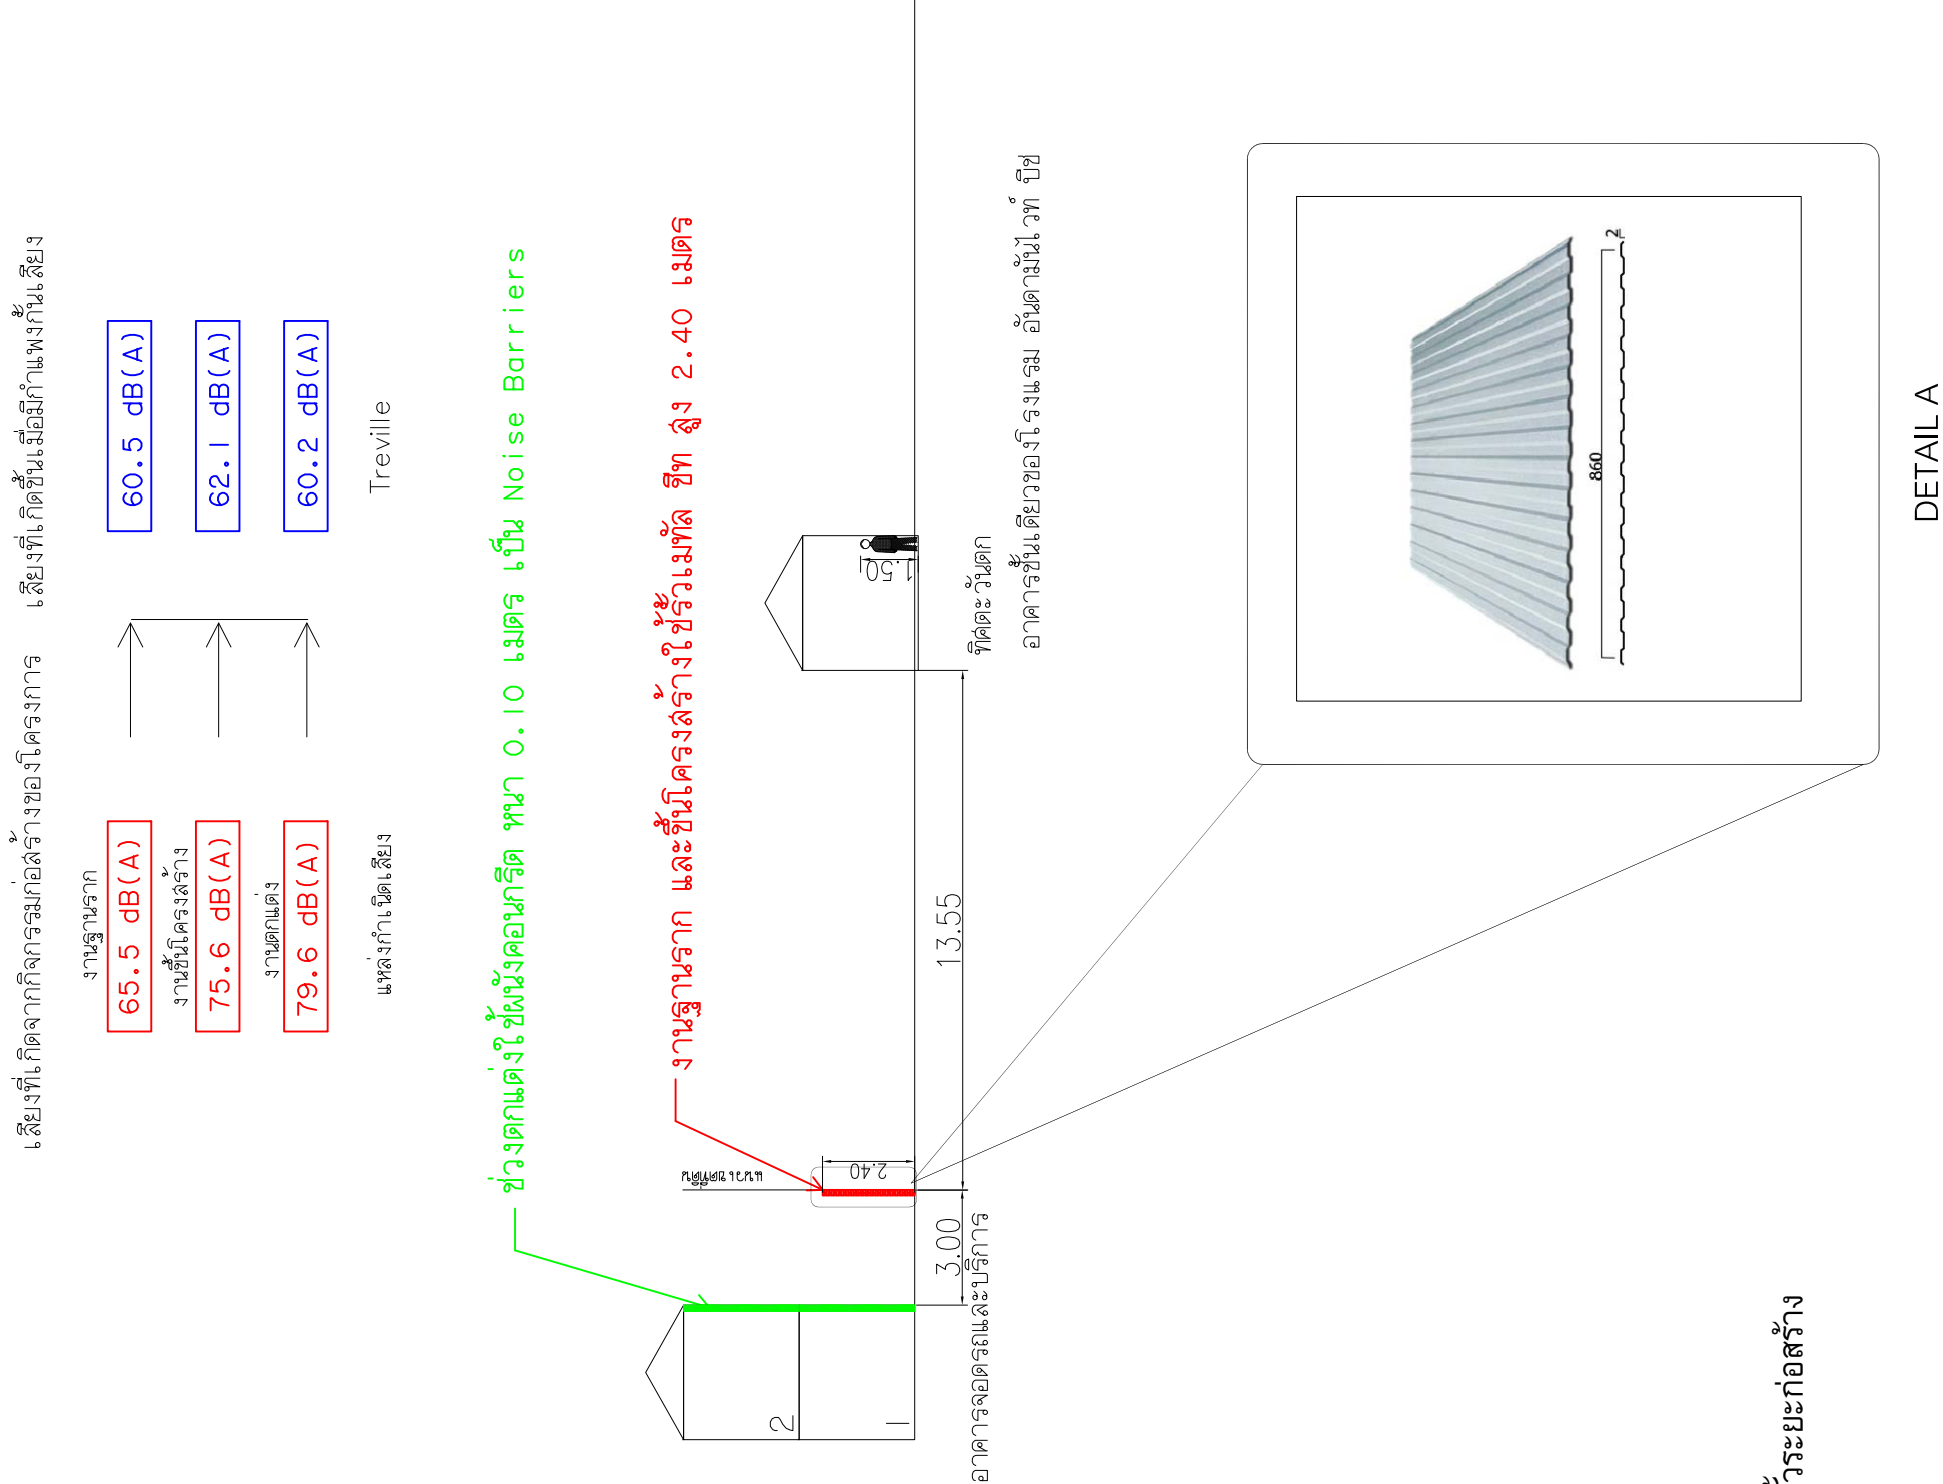 เสียงที่เกิดจากกิจกรรมก่อสร้างของโครงการ
เสียงที่เกิดขึ้นเมื่อมีกำแพงกั้นเสียง
งานฐานราก
65.5 dB(A)
60.5 dB(A)
งานขึ้นโครงสร้าง
75.6 dB(A)
62.1 dB(A)
งานตกแต่ง
79.6 dB(A)
60.2 dB(A)
แหล่งกำเนิดเสียง
Treville
ช่วงตกแต่งใช้ผนังคอนกรีต หนา 0.10 เมตร เป็น Noise Barriers
งานฐานราก และขึ้นโครงสร้างใช้รั้วเมทัล ชีท สูง 2.40 เมตร
แนวเขตที่ดิน
2.40
1.50
2
1
3.00
13.55
อาคารจอดรถและบริการ
ทิศตะวันตก
อาคารชั้นเดียวของโรงแรม อันดามันไวท์ บีช
860
2
DETAIL A
วระยะก่อสร้าง